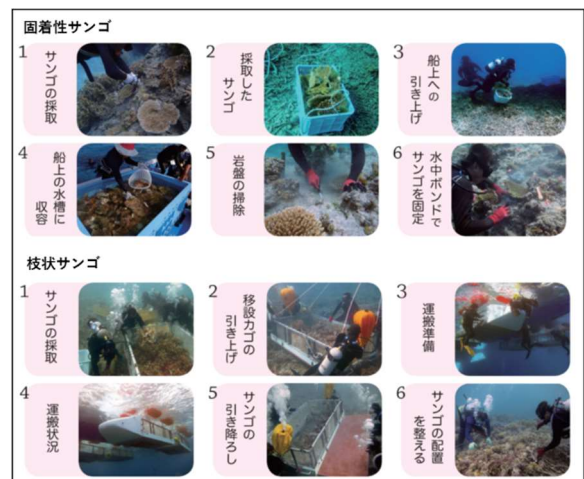 固着性サンゴ
1
サンゴの採取
2
採取した
サンゴ
3
船上への
引き上げ
4
船上の水槽に
収容
5
岩盤の掃除
6
水中ボンドで
サンゴを固定
枝状サンゴ
1
サンゴの採取
2
移設カゴの
引き上げ
3
運搬準備
4
運搬状況
5
サンゴの
引き降ろし
6
サンゴの配置
を整える